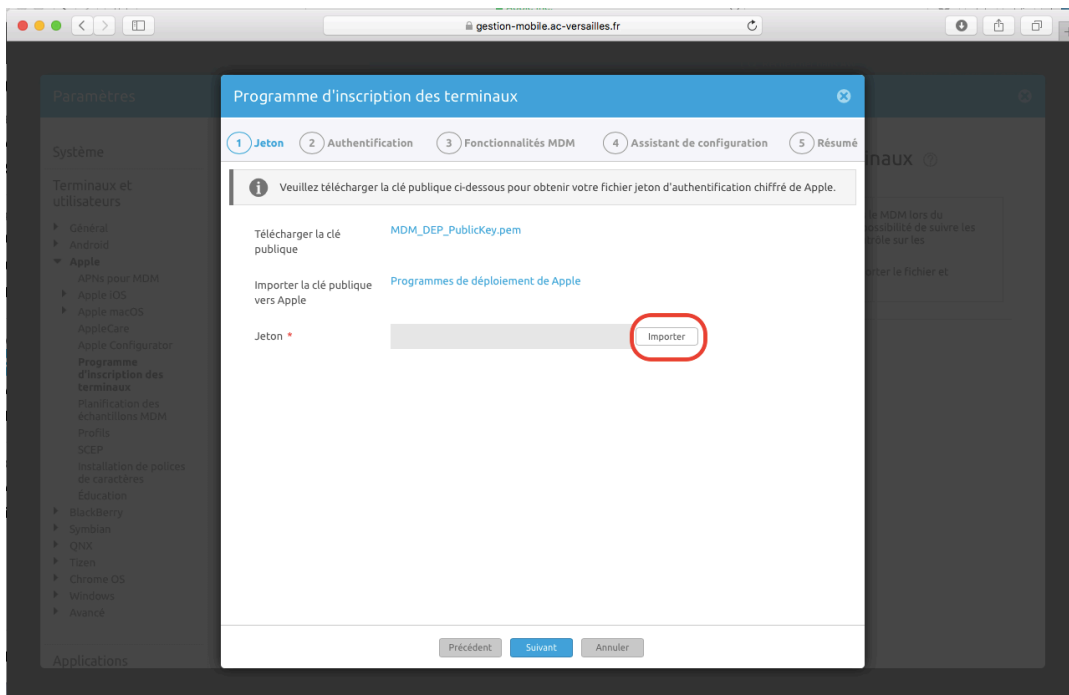 gestion-mobile.ac-versailles.fr
Paramètres
Système
Terminaux et
utilisateurs
Général
Android
Apple
APNs pour MDM
Apple iOS
Apple macOS
AppleCare
Apple Configurator
Programme
d'inscription des
terminaux
Planification des
échantillons MDM
Profils
SCEP
Installation de polices
de caractères
Éducation
BlackBerry
Symbian
QNX
Tizen
Chrome OS
Windows
Avancé
Applications
Programme d'inscription des terminaux
1 Jeton 2 Authentification 3 Fonctionnalités MDM 4 Assistant de configuration 5 Résumé
Veuillez télécharger la clé publique ci-dessous pour obtenir votre fichier jeton d'authentification chiffré de Apple.
Télécharger la clé
publique
MDM_DEP_PublicKey.pem
Importer la clé publique
vers Apple
Programmes de déploiement de Apple
Jeton *
Importer
Précédent Suivant Annuler
naux
le MDM lors du
ossibilité de suivre les
trôle sur les
orter le fichier et